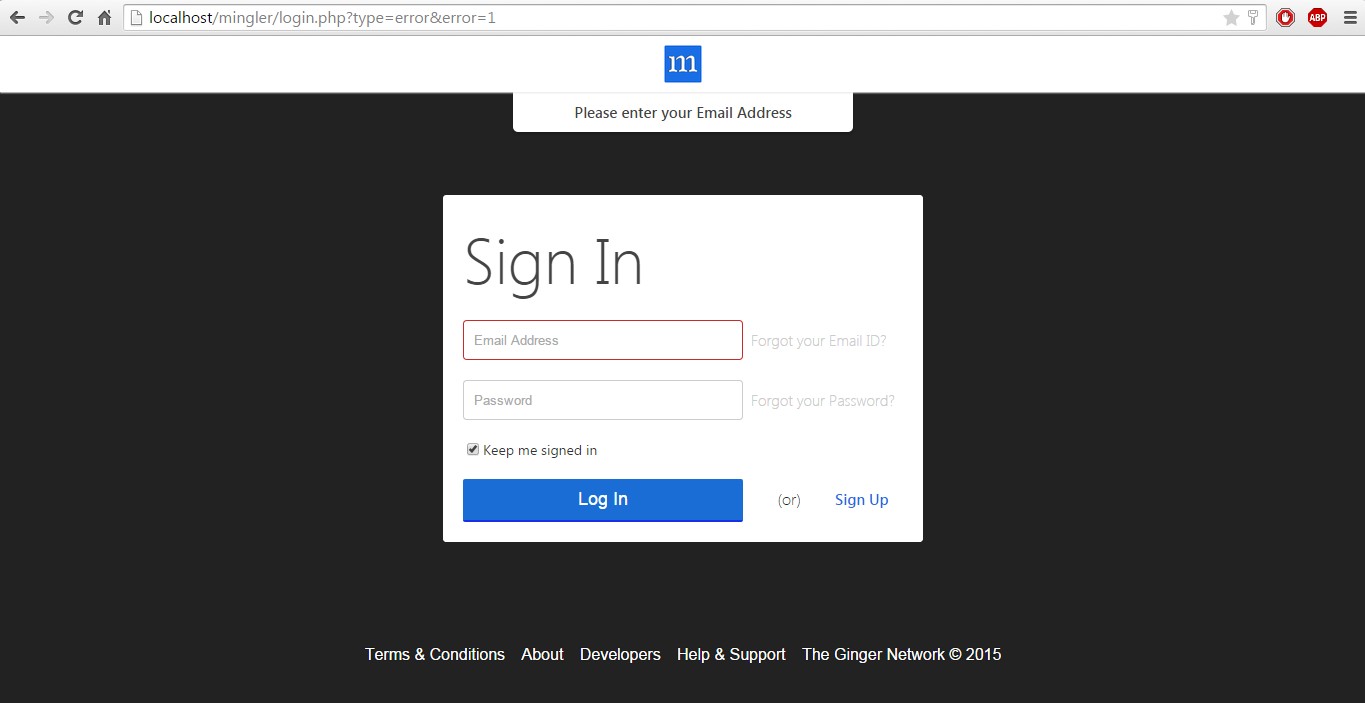 localhost/mingler/login.php?type=error&error=1
ABP
m
Please enter your Email Address
Sign In
Email Address
Forgot your Email ID?
Password
Forgot your Password?
Keep me signed in
Log In (or) Sign Up
Terms & Conditions About Developers Help & Support The Ginger Network © 2015